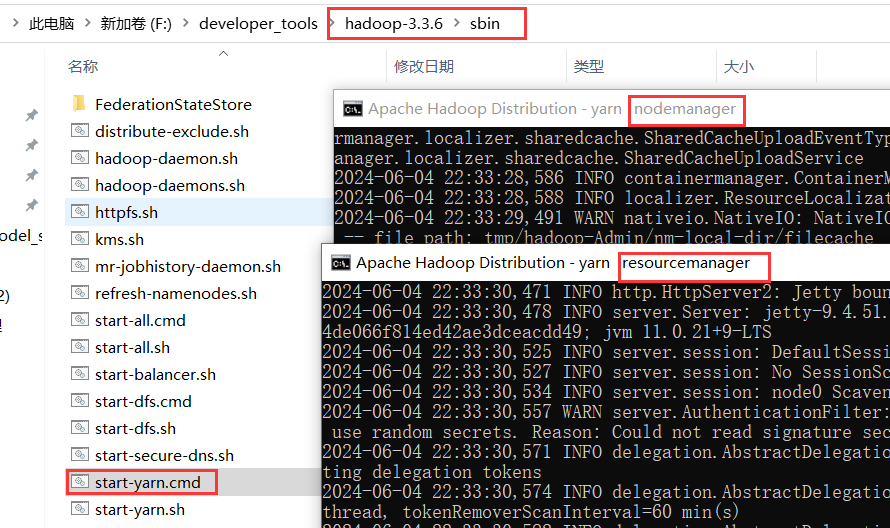 此电脑 > 新加卷 (F:) > developer_tools > hadoop-3.3.6 > sbin
名称 修改日期 类型 大小
FederationStateStore
distribute-exclude.sh
hadoop-daemon.sh
hadoop-daemons.sh
httpfs.sh
kms.sh
mr-jobhistory-daemon.sh
refresh-namenodes.sh
start-all.cmd
start-all.sh
start-balancer.sh
start-dfs.cmd
start-dfs.sh
start-secure-dns.sh
start-yarn.cmd
start-yarn.sh
odel_s
2)
Apache Hadoop Distribution - yarn nodemanager
rmanager.localizer.sharedcache.SharedCacheUploadEventTyp
anager.localizer.sharedcache.SharedCacheUploadService
2024-06-04 22:33:28,586 INFO containermanager.ContainerM
2024-06-04 22:33:28,588 INFO localizer.ResourceLocalizat
2024-06-04 22:33:29,491 WARN nativeio.NativeIO: NativeIO
-- file path: tmp/hadoop-Admin/nm-local-dir/filecache
Apache Hadoop Distribution - yarn resourcemanager
2024-06-04 22:33:30,471 INFO http.HttpServer2: Jetty boun
2024-06-04 22:33:30,478 INFO server.Server: jetty-9.4.51.
4de066f814ed42ae3dceacdd49; jvm 11.0.21+9-LTS
2024-06-04 22:33:30,525 INFO server.session: DefaultSessi
2024-06-04 22:33:30,527 INFO server.session: No SessionSc
2024-06-04 22:33:30,534 INFO server.session: node0 Scaven
2024-06-04 22:33:30,557 WARN server.AuthenticationFilter:
use random secrets. Reason: Could not read signature sec
2024-06-04 22:33:30,571 INFO delegation.AbstractDelegatio
ting delegation tokens
2024-06-04 22:33:30,574 INFO delegation.AbstractDelegatio
thread, tokenRemoverScanInterval=60 min(s)